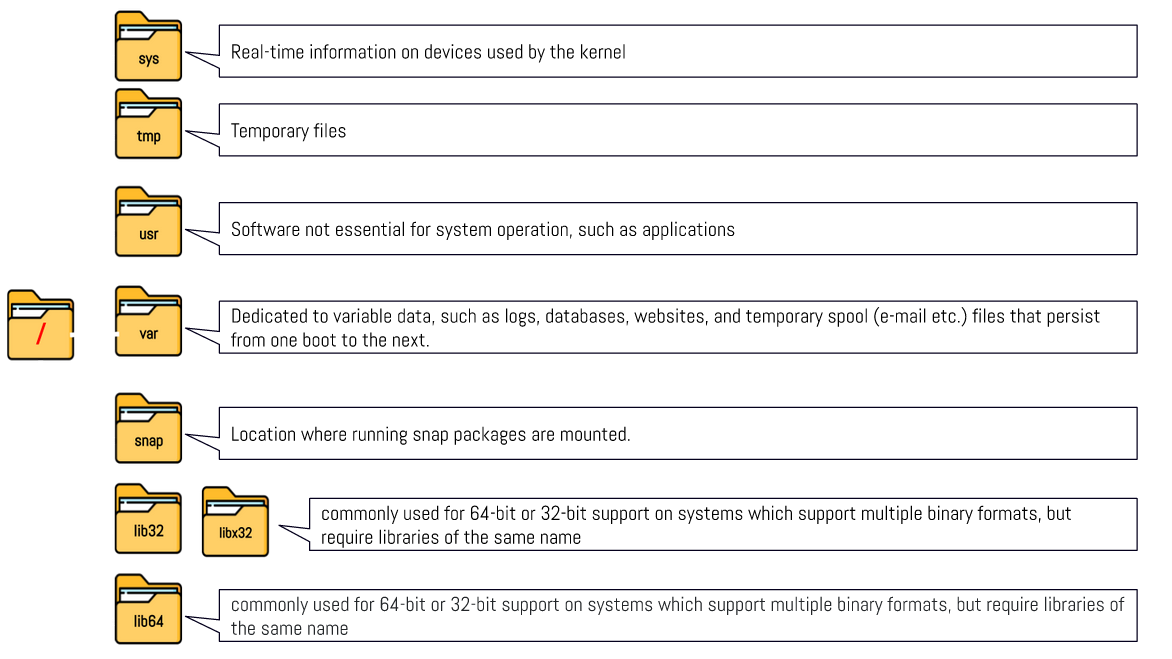 sys
Real-time information on devices used by the kernel
tmp
Temporary files
usr
Software not essential for system operation, such as applications
/
var
Dedicated to variable data, such as logs, databases, websites, and temporary spool (e-mail etc.) files that persist
from one boot to the next.
snap
Location where running snap packages are mounted.
lib32
libx32
commonly used for 64-bit or 32-bit support on systems which support multiple binary formats, but
require libraries of the same name
lib64
commonly used for 64-bit or 32-bit support on systems which support multiple binary formats, but require libraries of
the same name